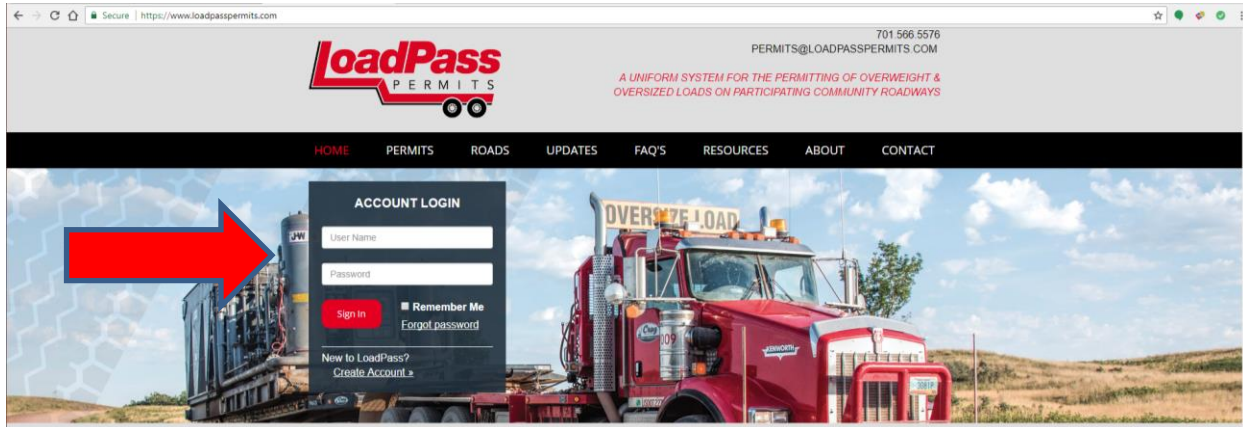 Secure | https://www.loadpasspermits.com
701.566.5576
PERMITS@LOADPASSPERMITS.COM
LoadPass
PERMITS
A UNIFORM SYSTEM FOR THE PERMITTING OF OVERWEIGHT &
OVERSIZED LOADS ON PARTICIPATING COMMUNITY ROADWAYS
HOME PERMITS ROADS UPDATES FAQ'S RESOURCES ABOUT CONTACT
ACCOUNT LOGIN
User Name
Password
Sign In
Remember Me
Forgot password
New to LoadPass?
Create Account »
J-W
OVERSIZE LOAD
009
KENWORTH